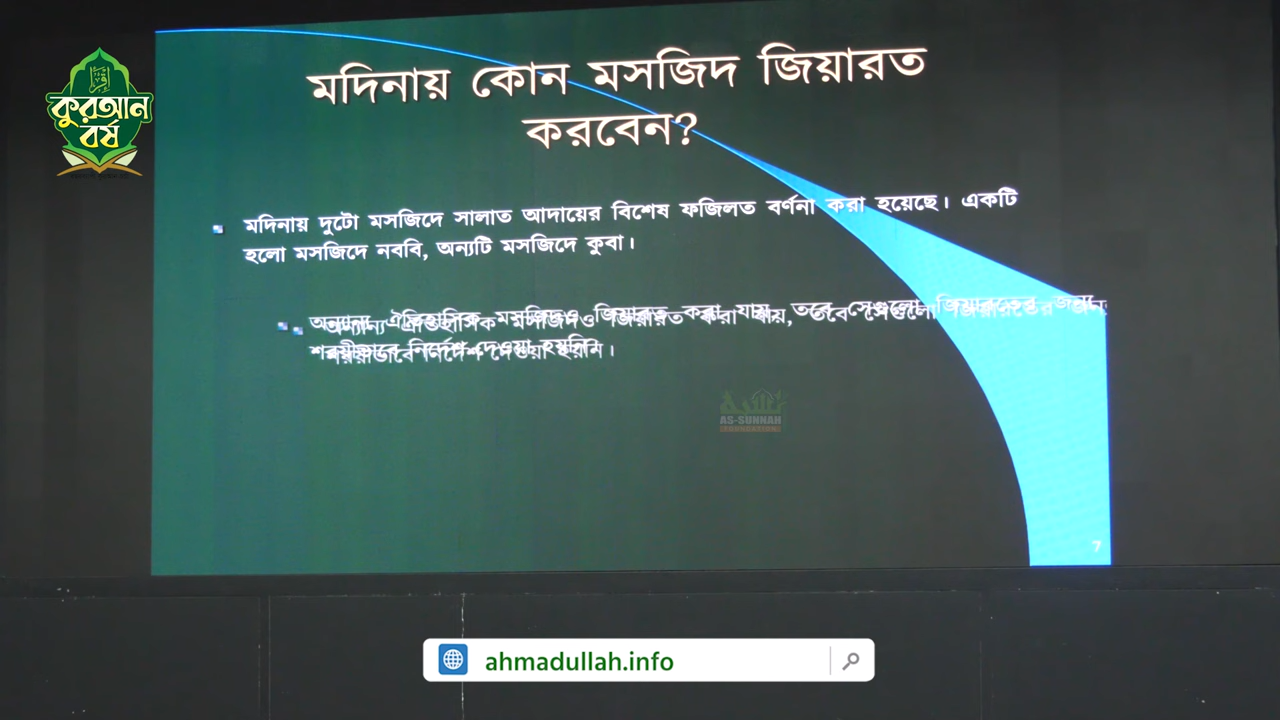 কুরআন
বর্ষ
মদিনায় কোন মসজিদ জিয়ারত
করবেন?
মদিনায় দুটো মসজিদে সালাত আদায়ের বিশেষ ফজিলত বর্ণনা করা হয়েছে। একটি
হলো মসজিদে নববি, অন্যটি মসজিদে কুবা।
অন্যান্য ঐতিহাসিক মসজিদও জিয়ারত করা যায়, তবে সেগুলো জিয়ারতের জন্য
শরয়ীভাবে নির্দেশ দেওয়া হয়নি।
AS-SUNNAH
FOUNDATION
7
ahmadullah.info